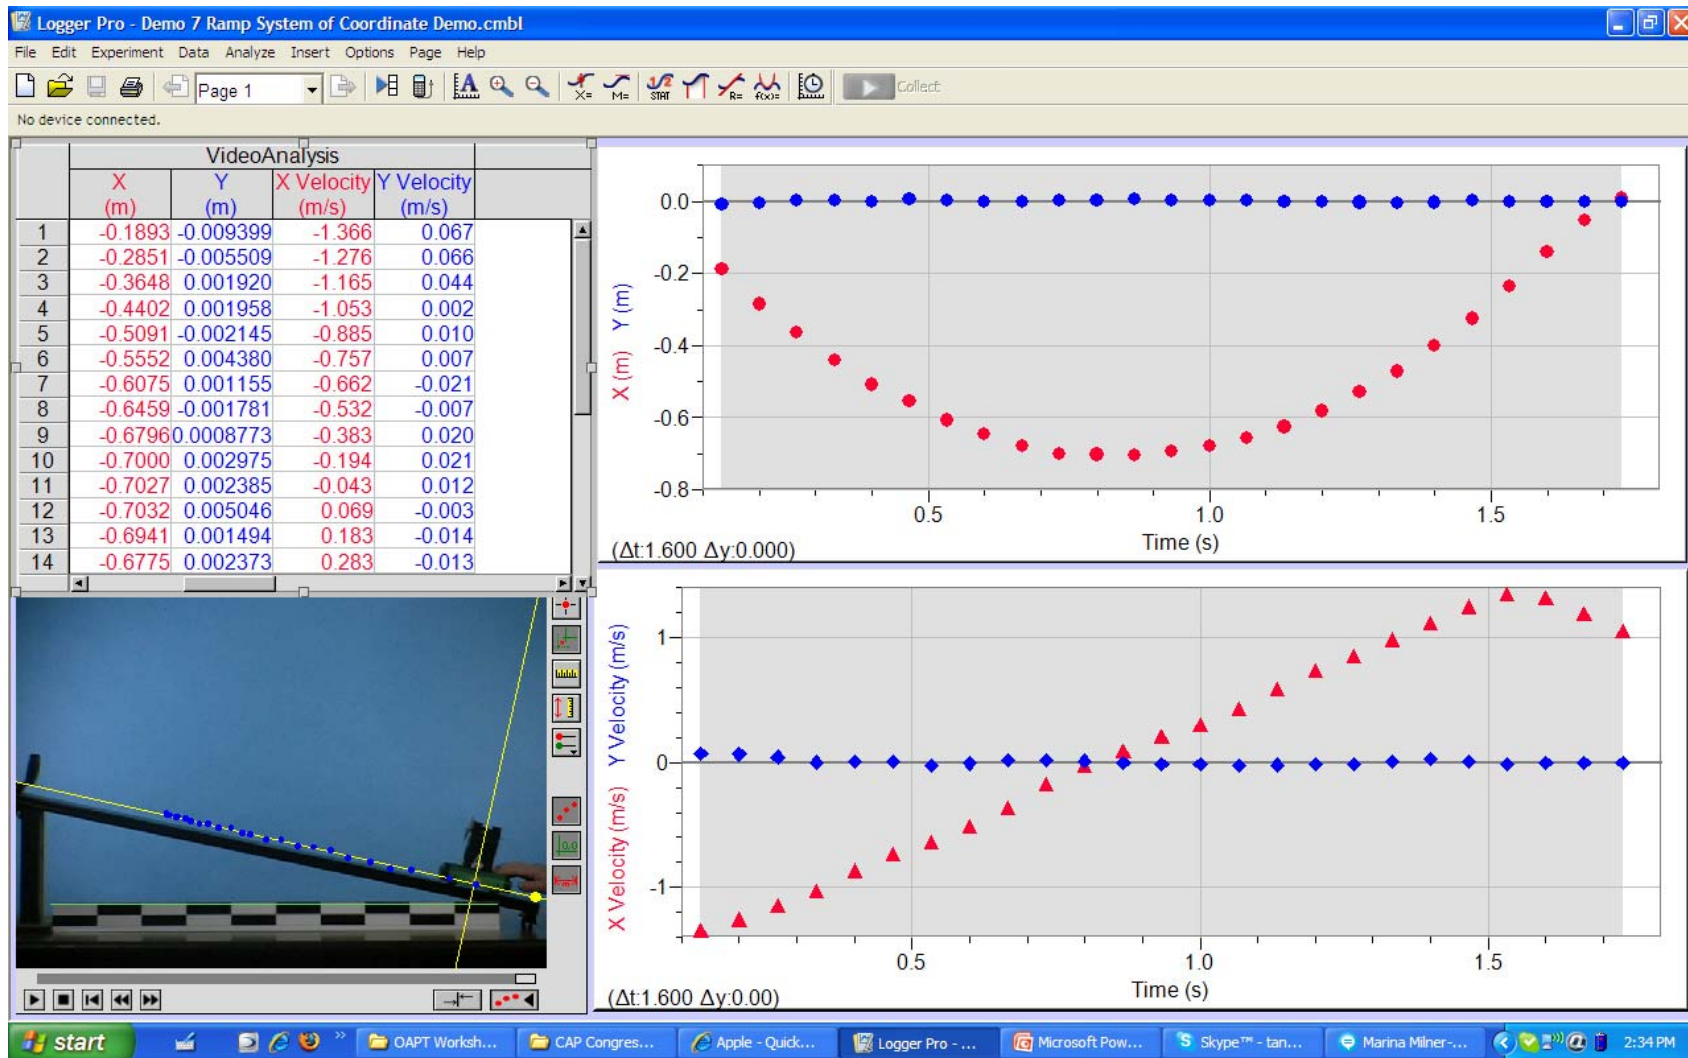 Logger Pro - Demo 7 Ramp System of Coordinate Demo.cmbl
File Edit Experiment Data Analyze Insert Options Page Help
Page 1
X= M= 1/2 STAT R= f(x)= Collect
No device connected.
VideoAnalysis
X Y X Velocity Y Velocity
(m) (m) (m/s) (m/s)
1 -0.1893 -0.009399 -1.366 0.067
2 -0.2851 -0.005509 -1.276 0.066
3 -0.3648 0.001920 -1.165 0.044
4 -0.4402 0.001958 -1.053 0.002
5 -0.5091 -0.002145 -0.885 0.010
6 -0.5552 0.004380 -0.757 0.007
7 -0.6075 0.001155 -0.662 -0.021
8 -0.6459 -0.001781 -0.532 -0.007
9 -0.6796 0.0008773 -0.383 0.020
10 -0.7000 0.002975 -0.194 0.021
11 -0.7027 0.002385 -0.043 0.012
12 -0.7032 0.005046 0.069 -0.003
13 -0.6941 0.001494 0.183 -0.014
14 -0.6775 0.002373 0.283 -0.013
X (m) Y (m)
0.0
-0.2
-0.4
-0.6
-0.8
0.5 1.0 1.5
Time (s)
(Δt:1.600 Δy:0.000)
X Velocity (m/s) Y Velocity (m/s)
1
0
-1
0.5 1.0 1.5
Time (s)
(Δt:1.600 Δy:0.00)
start
OAPT Worksh...
CAP Congres...
Apple - Quick...
Logger Pro - ...
Microsoft Pow...
Skype™ - tan...
Marina Milner-...
2:34 PM